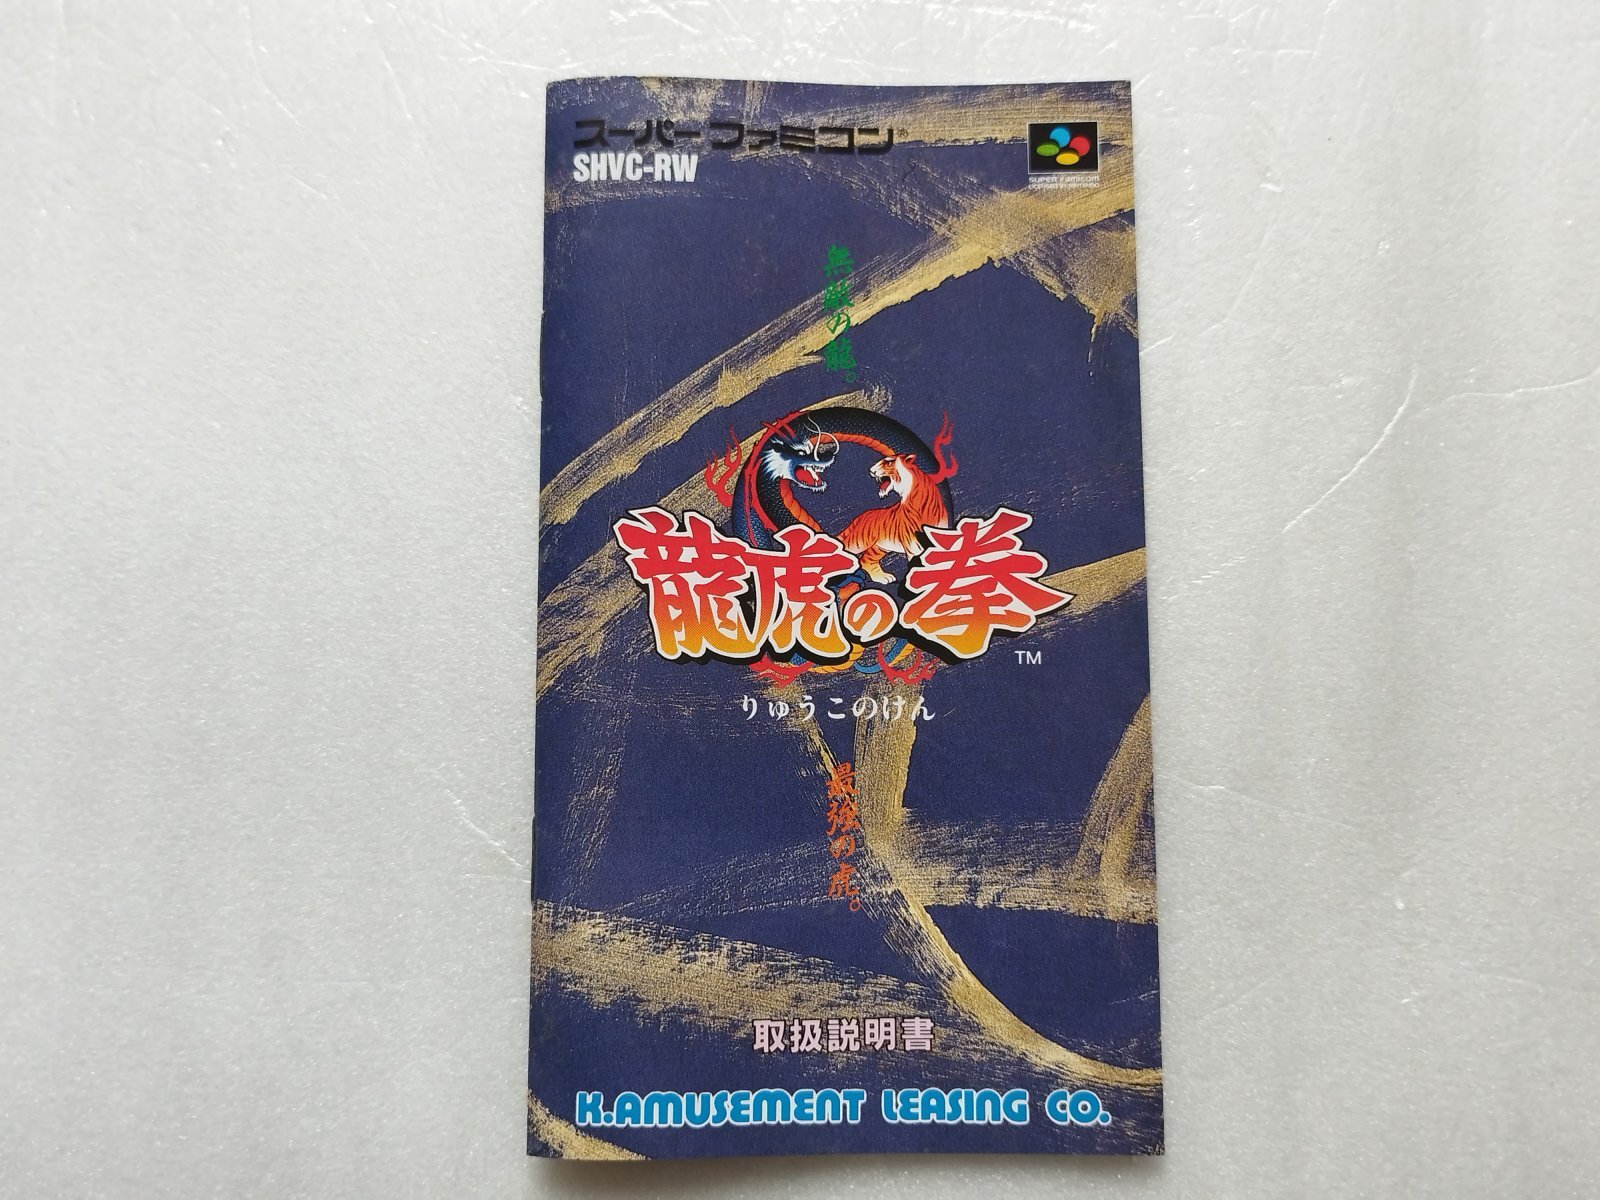 スーパーファミコン®
SHVC-RW
SUPER FAMICOM
無敵の龍。
龍虎の拳
TM
りゅうこのけん
最強の虎。
取扱説明書
K.AMUSEMENT LEASING CO.